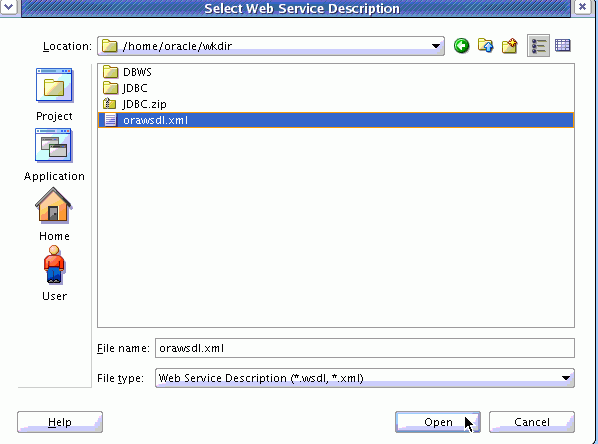 Select Web Service Description
Location: /home/oracle/wkdir
DBWS
JDBC
JDBC.zip
orawsdl.xml
Project
Application
Home
User
File name: orawsdl.xml
File type: Web Service Description (*.wsdl, *.xml)
Help Open Cancel